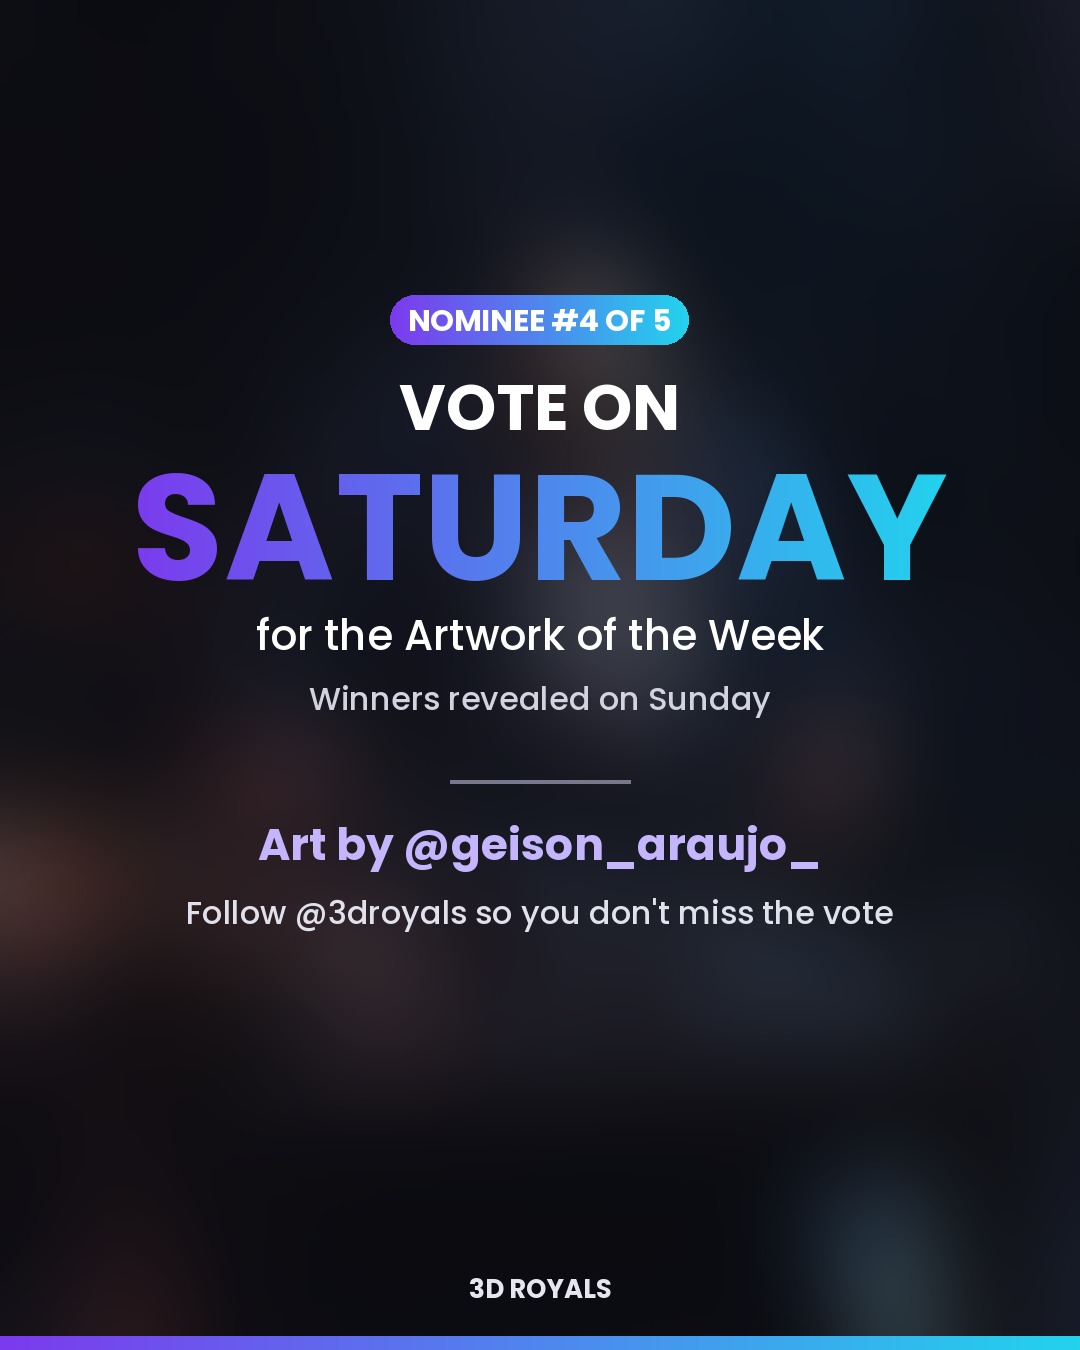 NOMINEE #4 OF 5
VOTE ON
SATURDAY
for the Artwork of the Week
Winners revealed on Sunday
Art by @geison_araujo_
Follow @3droyals so you don't miss the vote
3D ROYALS